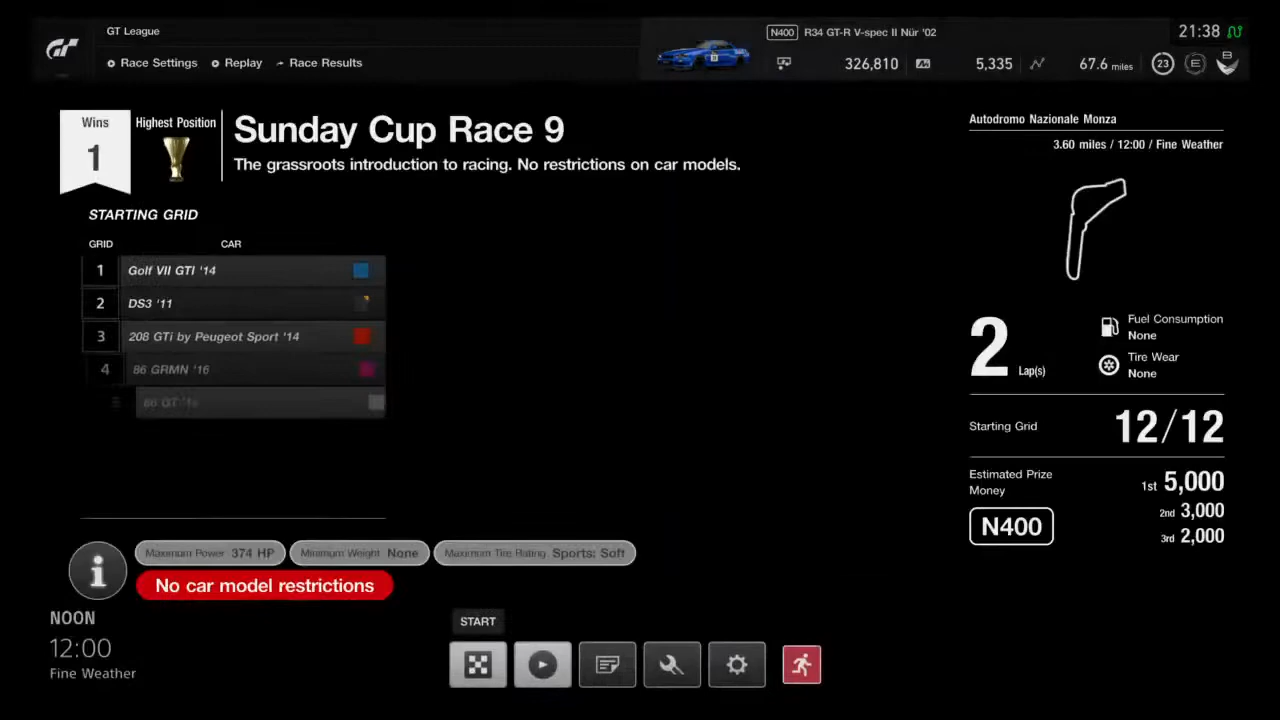 GT League
Race Settings
Replay
Race Results
N400 R34 GT-R V-spec II Nür '02
326,810
5,335
67.6 miles
23
E
B
21:38
Wins
1
Highest Position
Sunday Cup Race 9
The grassroots introduction to racing. No restrictions on car models.
STARTING GRID
GRID CAR
1 Golf VII GTI '14
2 DS3 '11
3 208 GTi by Peugeot Sport '14
4 86 GRMN '16
86 GT
Autodromo Nazionale Monza
3.60 miles / 12:00 / Fine Weather
2 Lap(s)
Fuel Consumption
None
Tire Wear
None
Starting Grid 12/12
Estimated Prize
Money
N400
1st 5,000
2nd 3,000
3rd 2,000
i
Maximum Power 374 HP
Minimum Weight None
Maximum Tire Rating Sports: Soft
No car model restrictions
NOON
12:00
Fine Weather
START